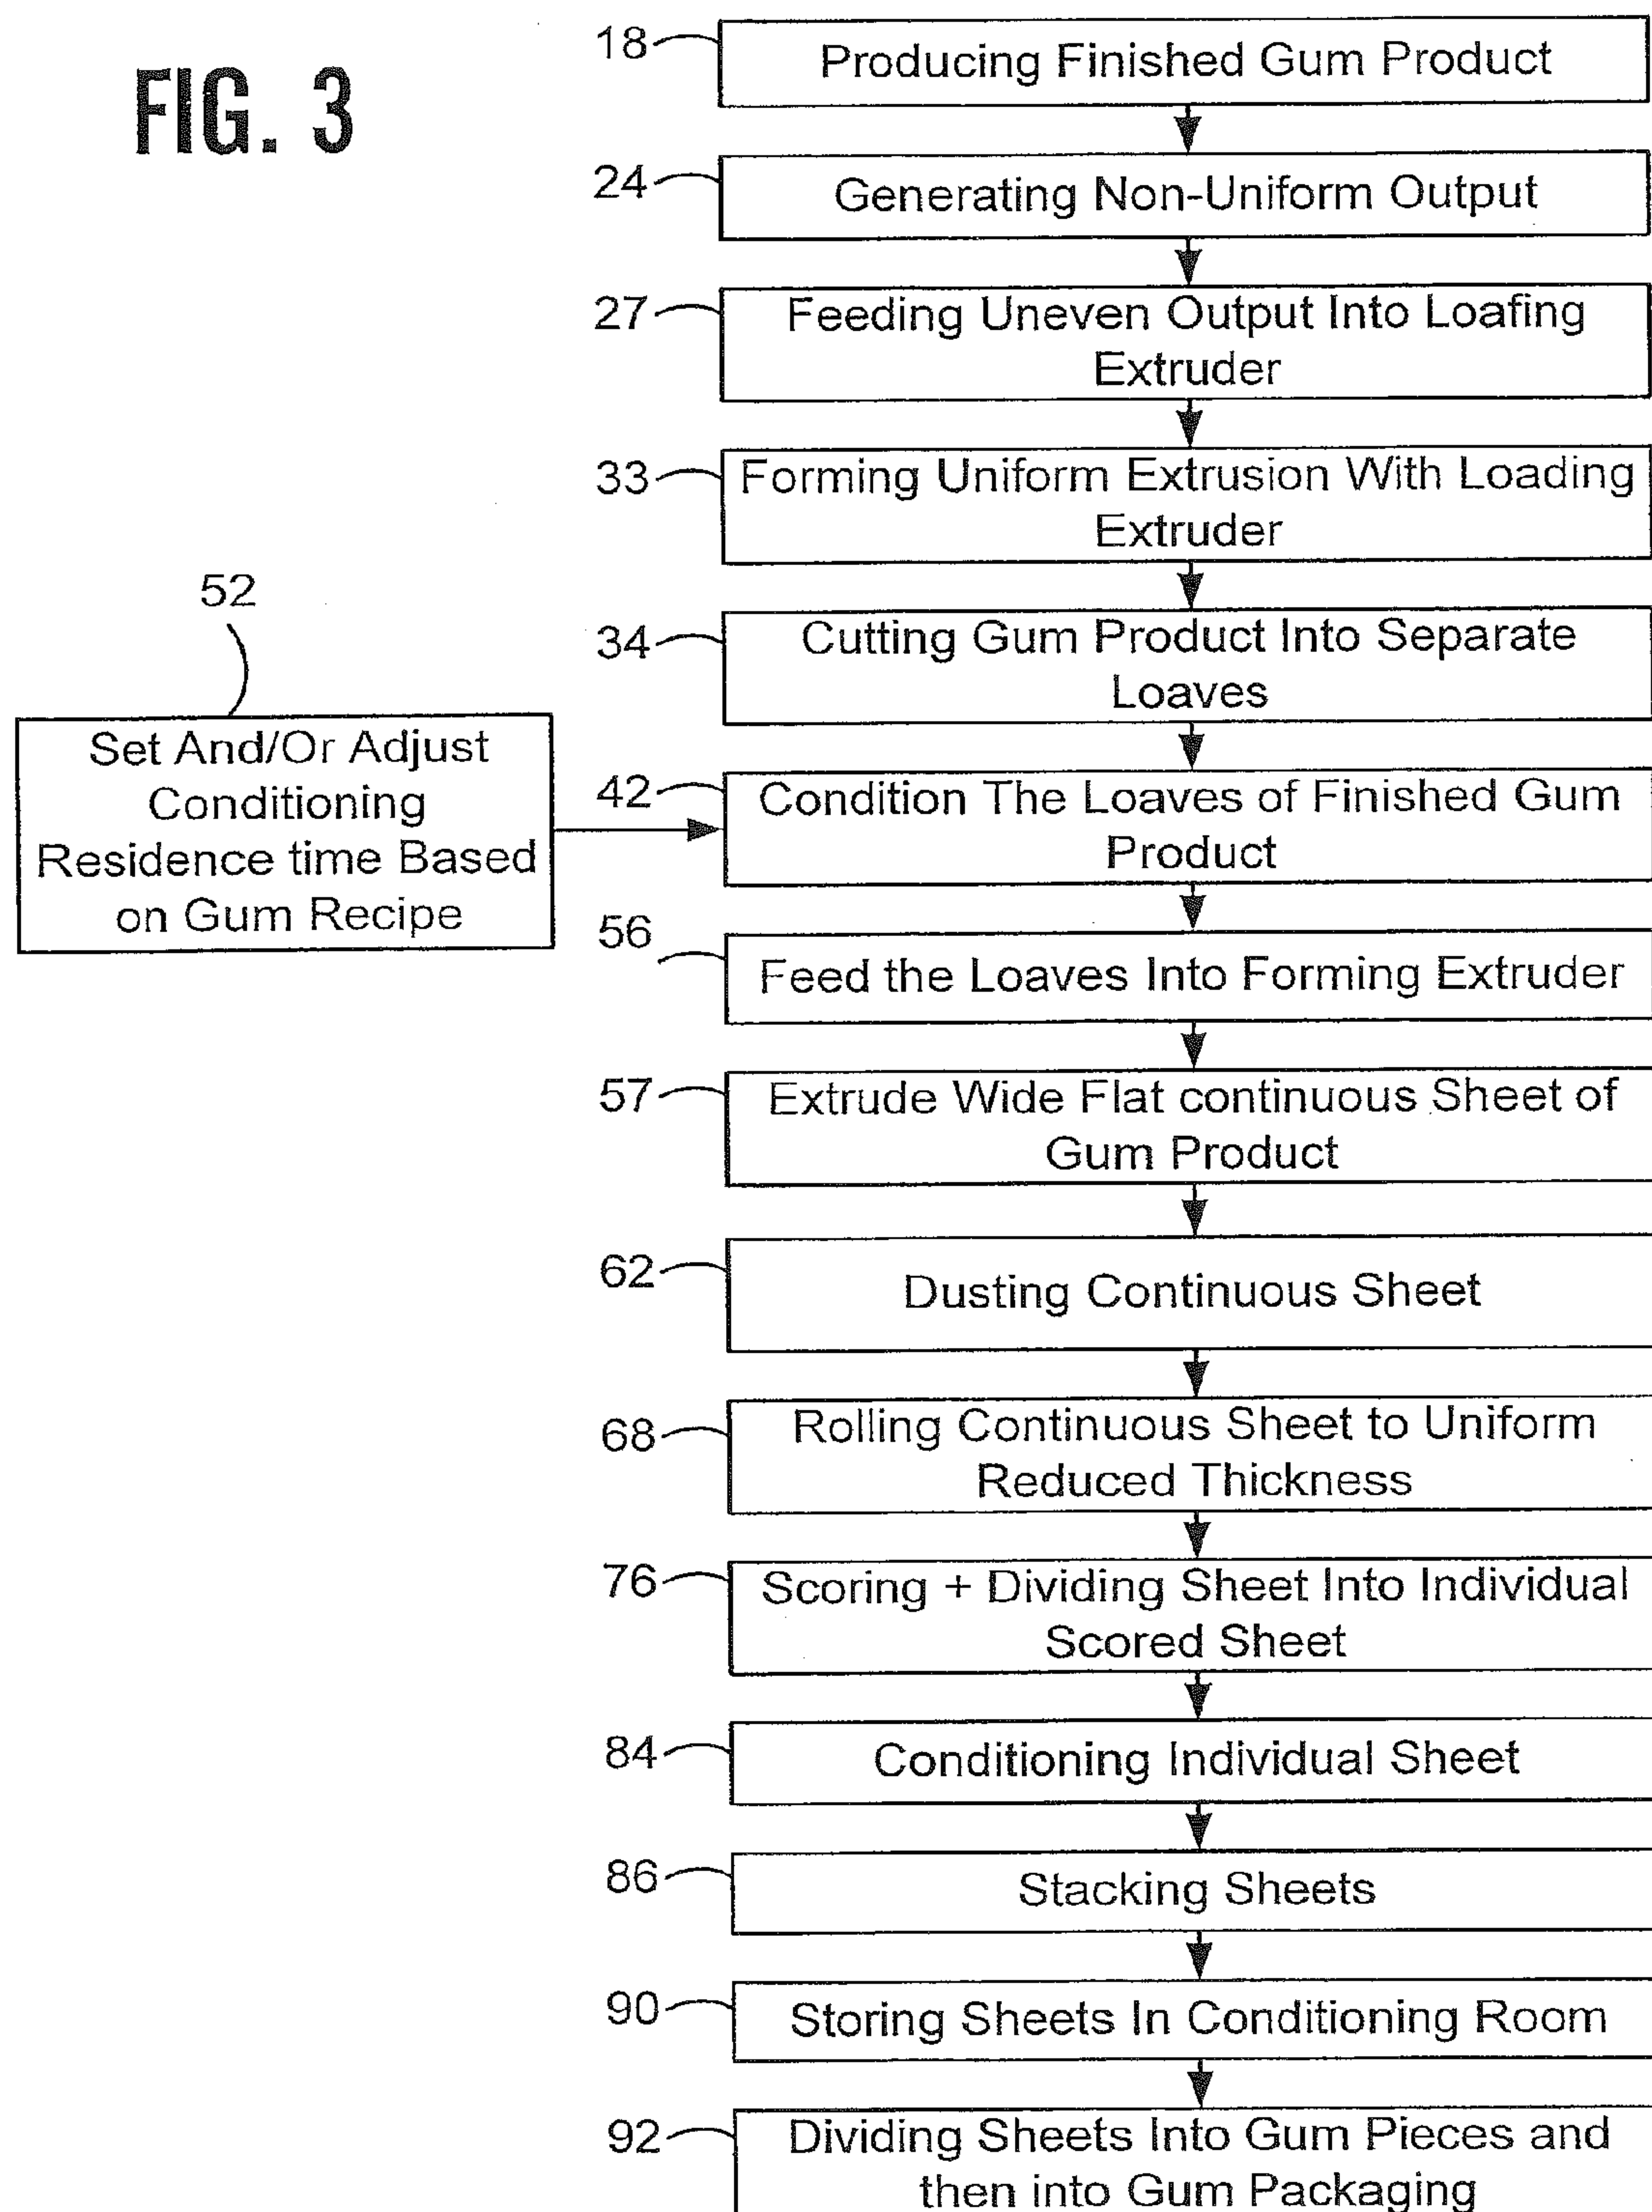 FIG. 3
18
Producing Finished Gum Product
24
Generating Non-Uniform Output
27
Feeding Uneven Output Into Loafing
Extruder
33
Forming Uniform Extrusion With Loading
Extruder
34
Cutting Gum Product Into Separate
Loaves
52
Set And/Or Adjust
Conditioning
Residence time Based
on Gum Recipe
42
Condition The Loaves of Finished Gum
Product
56
Feed the Loaves Into Forming Extruder
57
Extrude Wide Flat continuous Sheet of
Gum Product
62
Dusting Continuous Sheet
68
Rolling Continuous Sheet to Uniform
Reduced Thickness
76
Scoring + Dividing Sheet Into Individual
Scored Sheet
84
Conditioning Individual Sheet
86
Stacking Sheets
90
Storing Sheets In Conditioning Room
92
Dividing Sheets Into Gum Pieces and
then into Gum Packaging